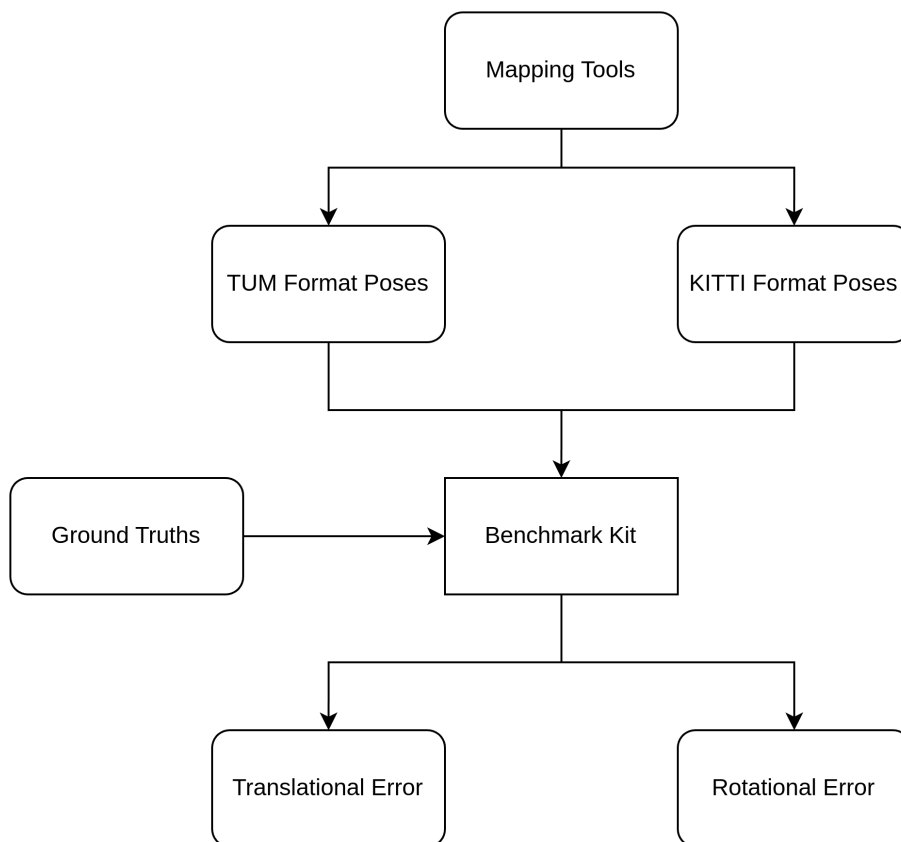 Mapping Tools
TUM Format Poses
KITTI Format Poses
Ground Truths
Benchmark Kit
Translational Error
Rotational Error